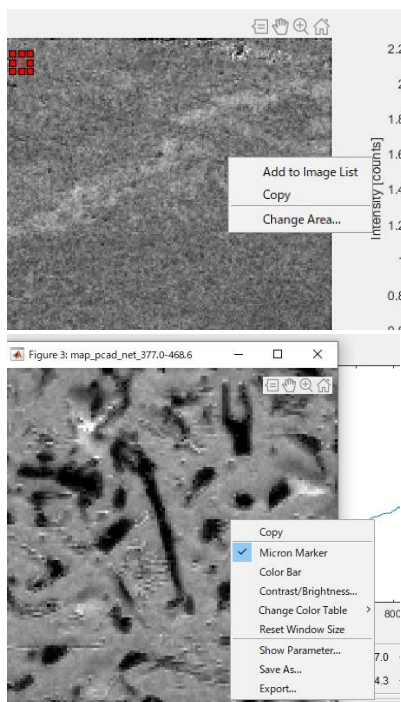 2.2
2
1.8
1.6
1.4
1.2
1
0.8
Intensity [counts]
Add to Image List
Copy
Change Area...
Figure 3: map_pcad_net_377.0-468.6
Copy
Micron Marker
Color Bar
Contrast/Brightness...
Change Color Table
Reset Window Size
Show Parameter...
Save As...
Export...
800
7.0
4.3